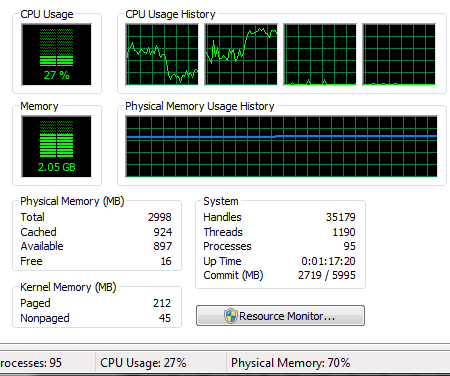 CPU Usage
CPU Usage History
27 %
Memory
Physical Memory Usage History
2.05 GB
Physical Memory (MB)
Total 2998
Cached 924
Available 897
Free 16
Kernel Memory (MB)
Paged 212
Nonpaged 45
System
Handles 35179
Threads 1190
Processes 95
Up Time 0:01:17:20
Commit (MB) 2719 / 5995
Resource Monitor...
rocesses: 95 CPU Usage: 27% Physical Memory: 70%